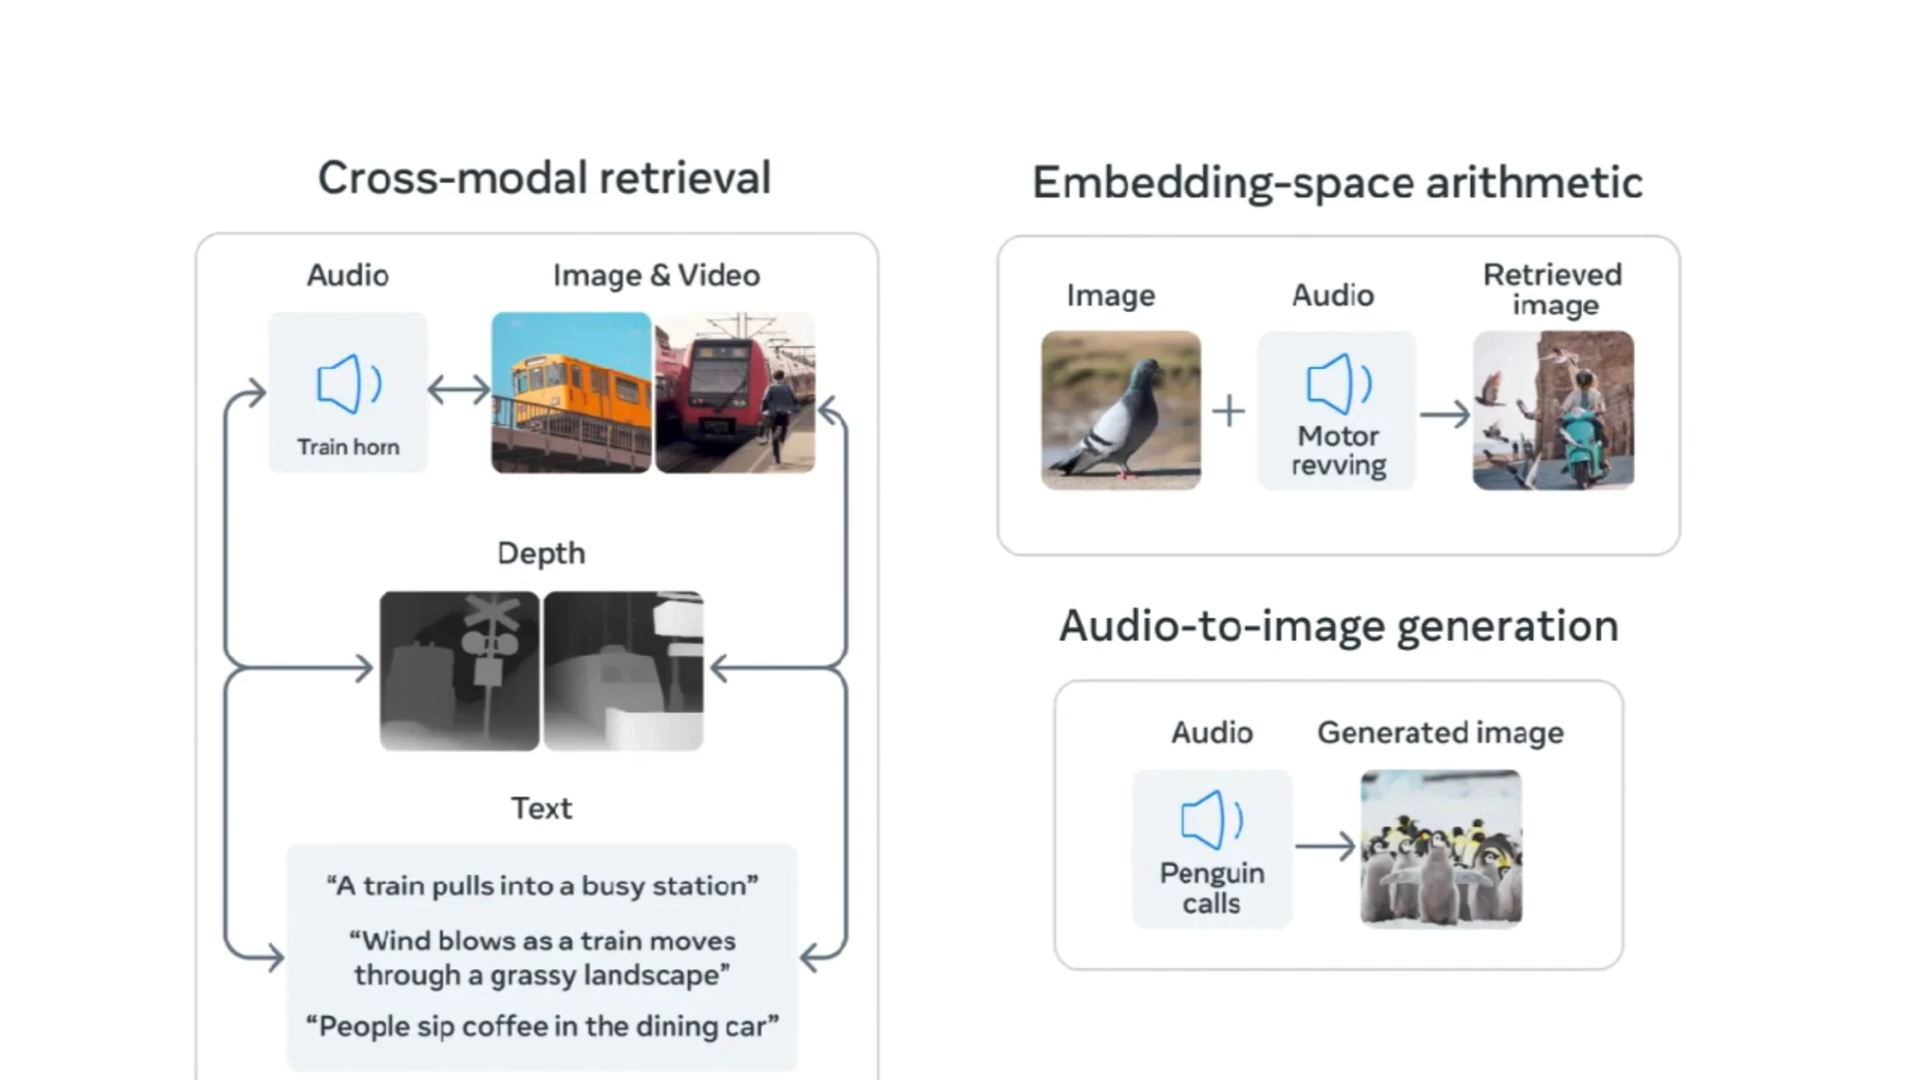 Cross-modal retrieval
Audio
Image & Video
Train horn
Depth
Text
“A train pulls into a busy station”
“Wind blows as a train moves
through a grassy landscape”
“People sip coffee in the dining car”
Embedding-space arithmetic
Image
Audio
Retrieved
image
+
Motor
revving
Audio-to-image generation
Audio
Generated image
Penguin
calls